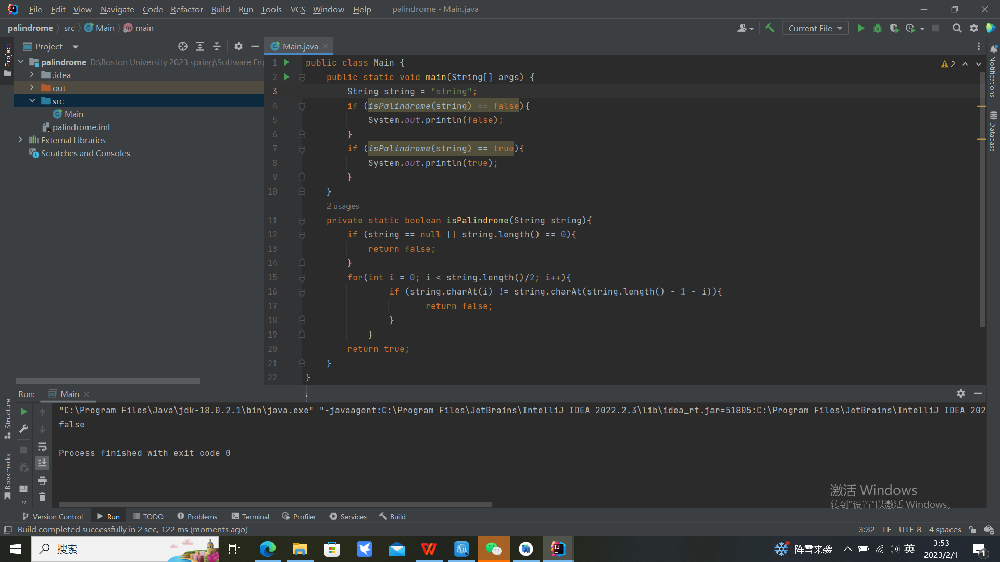 File Edit View Navigate Code Refactor Build Run Tools VCS Window Help palindrome - Main.java
palindrome src Main main
Current File
Project
Main.java
palindrome D:\Boston University 2023 spring\Software En
.idea
out
src
Main
palindrome.iml
External Libraries
Scratches and Consoles
Project
Structure
Bookmarks
Notifications
Database
2
1 public class Main {
2 public static void main(String[] args) {
3 String string = "string";
4 if (isPalindrome(string) == false){
5 System.out.println(false);
6 }
7 if (isPalindrome(string) == true){
8 System.out.println(true);
9 }
10 }
2 usages
11 private static boolean isPalindrome(String string){
12 if (string == null || string.length() == 0){
13 return false;
14 }
15 for(int i = 0; i < string.length()/2; i++){
16 if (string.charAt(i) != string.charAt(string.length() - 1 - i)){
17 return false;
18 }
19 }
20 return true;
21 }
22 }
Run: Main
"C:\Program Files\Java\jdk-18.0.2.1\bin\java.exe" "-javaagent:C:\Program Files\JetBrains\IntelliJ IDEA 2022.2.3\lib\idea_rt.jar=51805:C:\Program Files\JetBrains\IntelliJ IDEA 202
false
Process finished with exit code 0
激活 Windows
转到“设置”以激活 Windows。
Version Control Run TODO Problems Terminal Profiler Services Build
Build completed successfully in 2 sec, 122 ms (moments ago)
3:32 LF UTF-8 4 spaces
搜索
阵雪来袭
英
3:53
2023/2/1
1